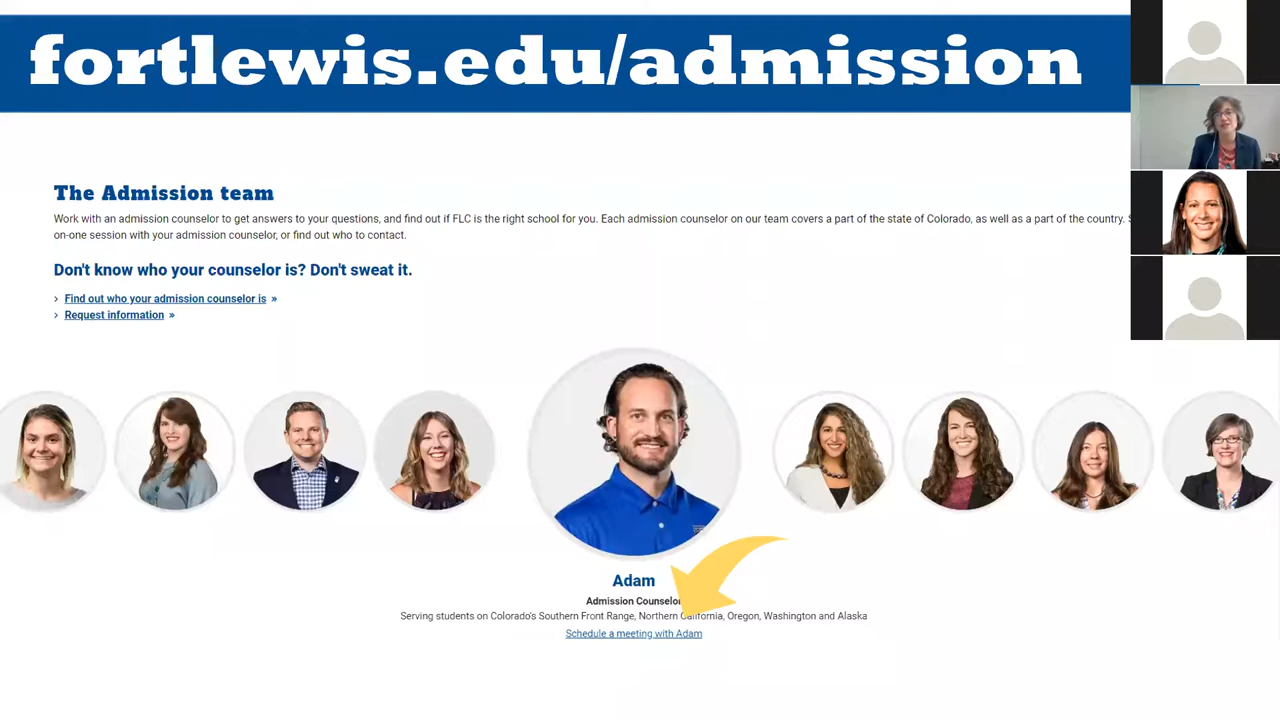 fortlewis.edu/admission
The Admission team
Work with an admission counselor to get answers to your questions, and find out if FLC is the right school for you. Each admission counselor on our team covers a part of the state of Colorado, as well as a part of the country.
on-one session with your admission counselor, or find out who to contact.
Don't know who your counselor is? Don't sweat it.
› Find out who your admission counselor is »
› Request information »
Adam
Admission Counselor
Serving students on Colorado's Southern Front Range, Northern California, Oregon, Washington and Alaska
Schedule a meeting with Adam